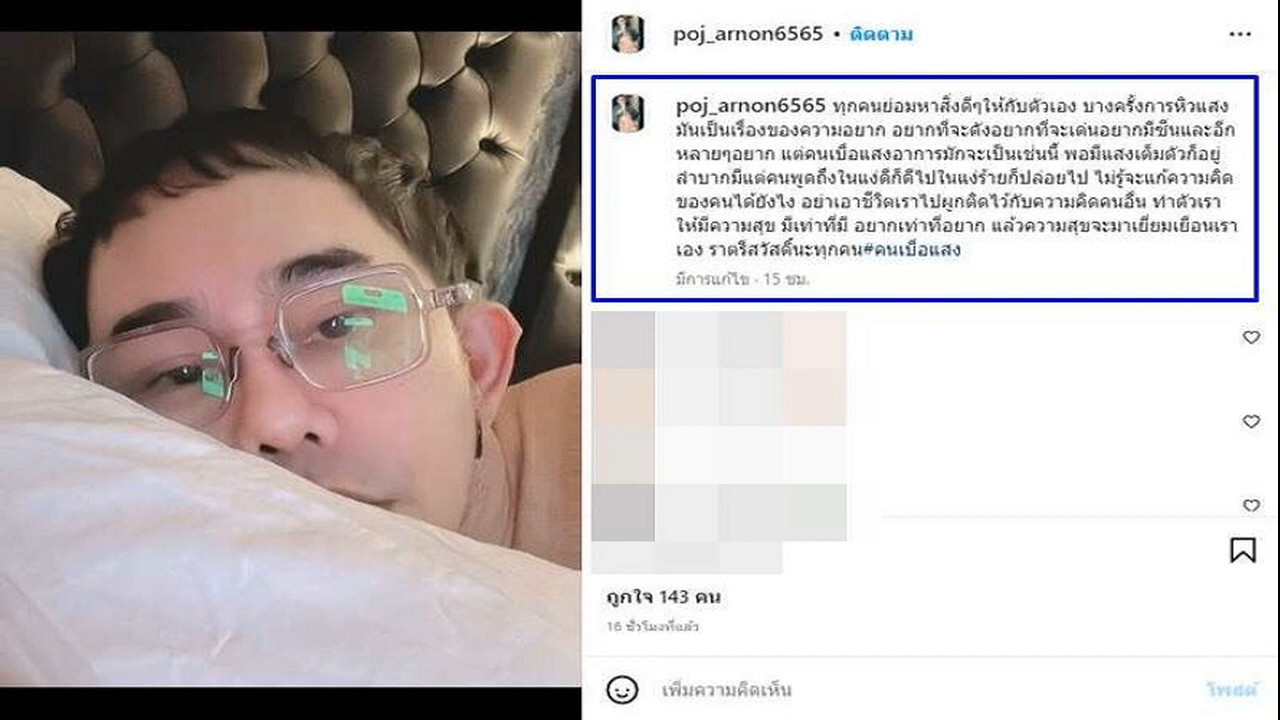 poj_arnon6565 • ติดตาม
poj_arnon6565 ทุกคนย่อมหาสิ่งดีๆให้กับตัวเอง บางครั้งการหิวแสง
มันเป็นเรื่องของความอยาก อยากที่จะดังอยากที่จะเด่นอยากมีซีนและอีก
หลายๆอยาก แต่คนเบื่อแสงอาการมักจะเป็นเช่นนี้ พอมีแสงเต็มตัวก็อยู่
ลำบากมีแต่คนพูดถึงในแง่ดีก็ดีไปในแง่ร้ายก็ปล่อยไป ไม่รู้จะแก้ความคิด
ของคนได้ยังไง อย่าเอาชีวิตเราไปผูกติดไว้กับความคิดคนอื่น ทำตัวเรา
ให้มีความสุข มีเท่าที่มี อยากเท่าที่อยาก แล้วความสุขจะมาเยี่ยมเยือนเรา
เอง ราตรีสวัสดิ์นะทุกคน#คนเบื่อแสง
มีการแก้ไข · 15 ชม.
ถูกใจ 143 คน
16 ชั่วโมงที่แล้ว
เพิ่มความคิดเห็น
โพสต์